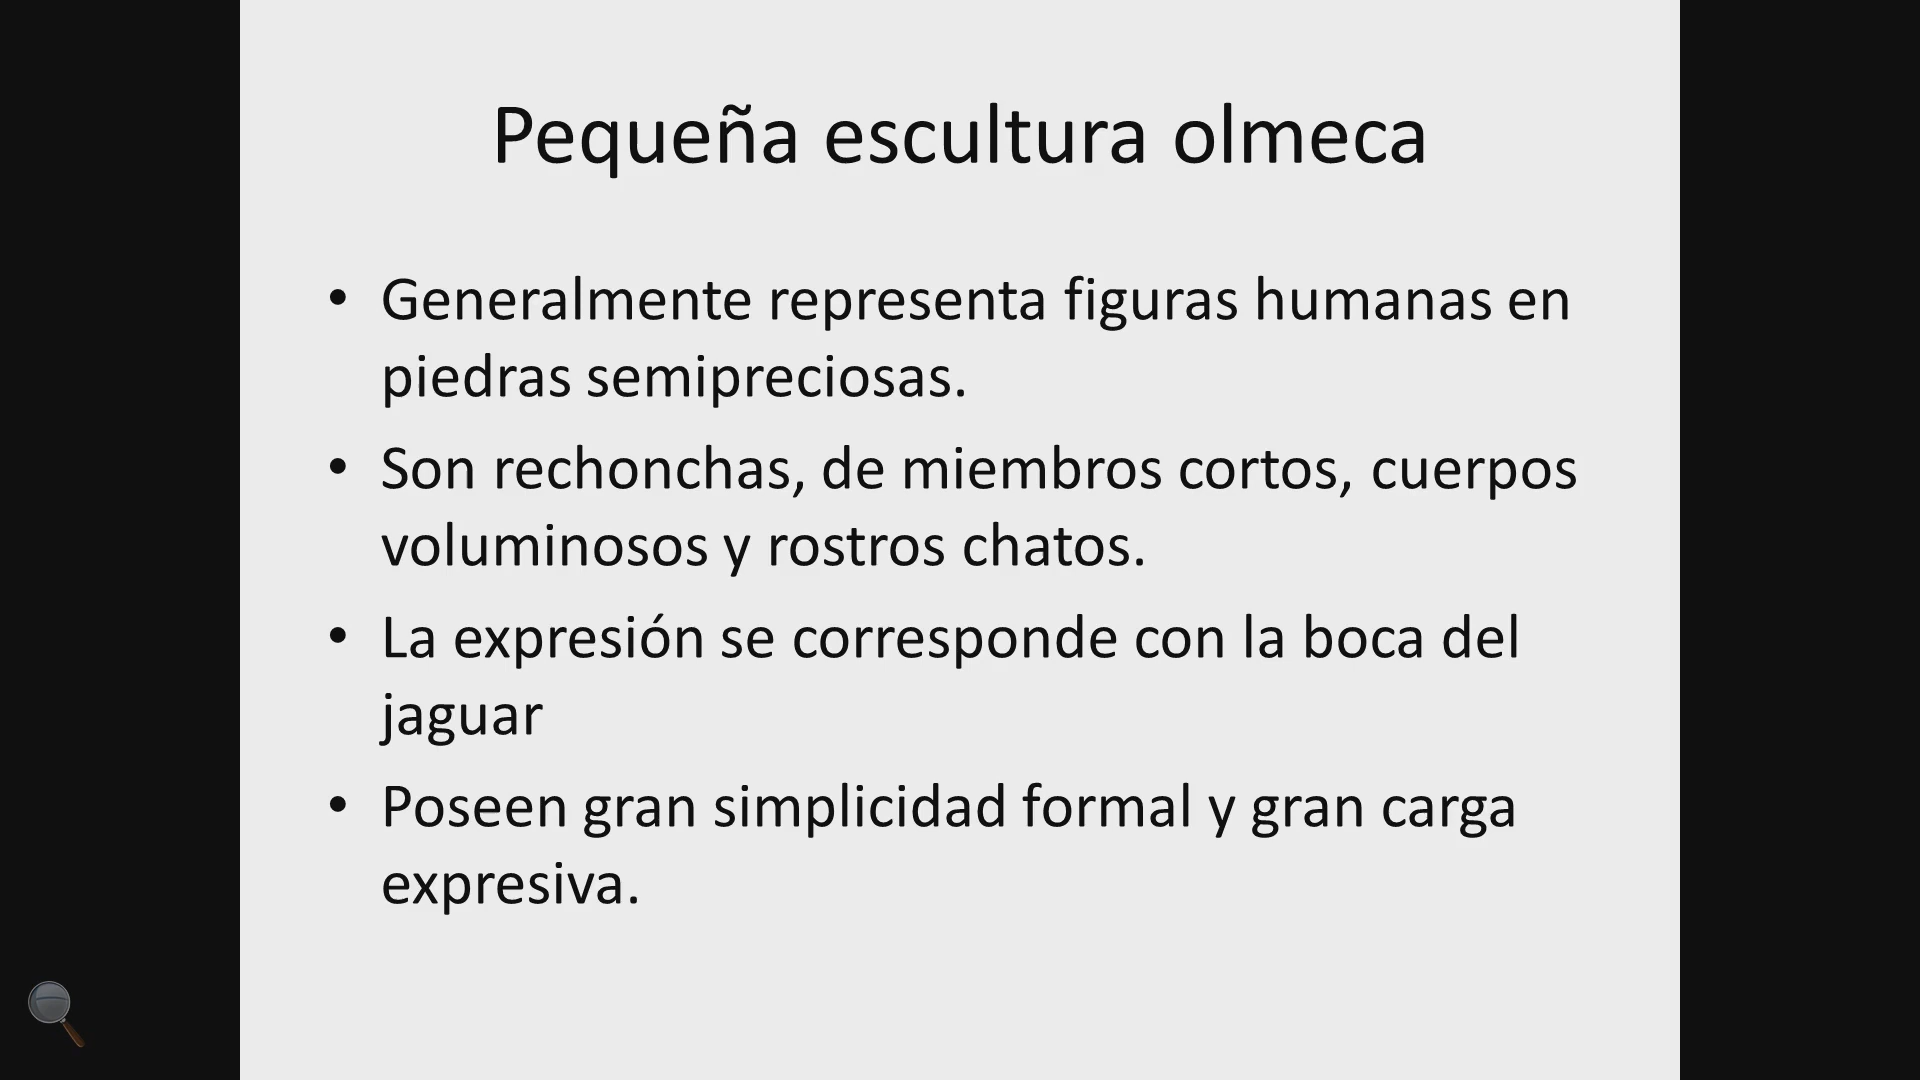 Pequeña escultura olmeca
• Generalmente representa figuras humanas en
piedras semipreciosas.
• Son rechonchas, de miembros cortos, cuerpos
voluminosos y rostros chatos.
• La expresión se corresponde con la boca del
jaguar
• Poseen gran simplicidad formal y gran carga
expresiva.